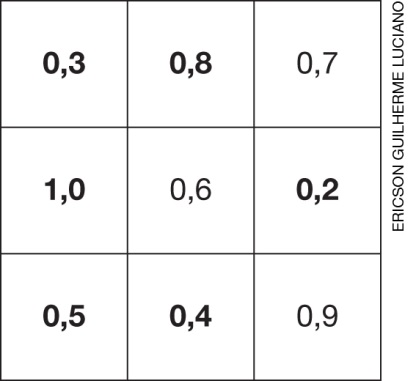 0,3 0,8 0,7
1,0 0,6 0,2
0,5 0,4 0,9
ERICSON GUILHERME LUCIANO